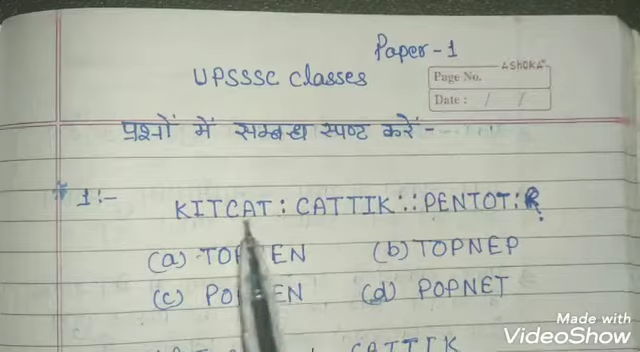 Paper-1
ASHOKA
UPSSSC Classes
Page No.
Date: / /
प्रश्नों में सम्बन्ध स्पष्ट करें-
1:- KITCAT : CATTIK :: PENTOT : ?
(a) (b) TOPNEP
(c) (d) POPNET
CATTIK
Made with
VideoShow